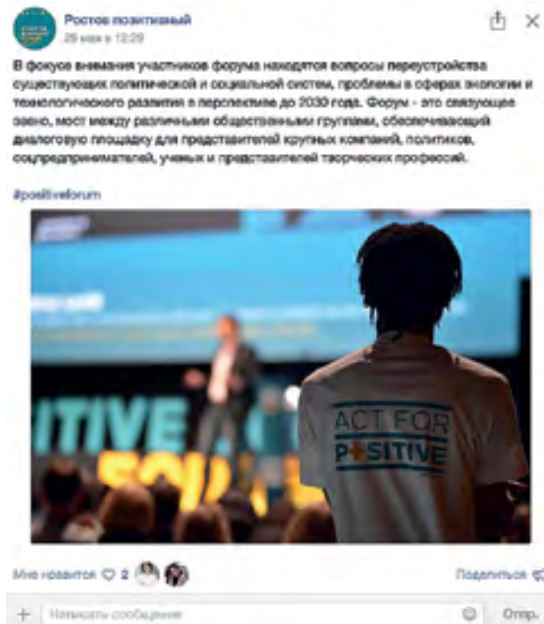 Ростов позитивный
29 мая в 12:29
В фокусе внимания участников форума находятся вопросы переустройства
существующих политической и социальной систем, проблемы в сферах экологии и
технологического развития в перспективе до 2030 года. Форум - это связующее
звено, мост между различными общественными группами, обеспечивающий
диалоговую площадку для представителей крупных компаний, политиков,
соцпредпринимателей, ученых и представителей творческих профессий.
#positiveforum
ITIVE
FOR
ACT FOR
P+SITIVE
Мне нравится 2
Поделиться
Написать сообщение
Отпр.